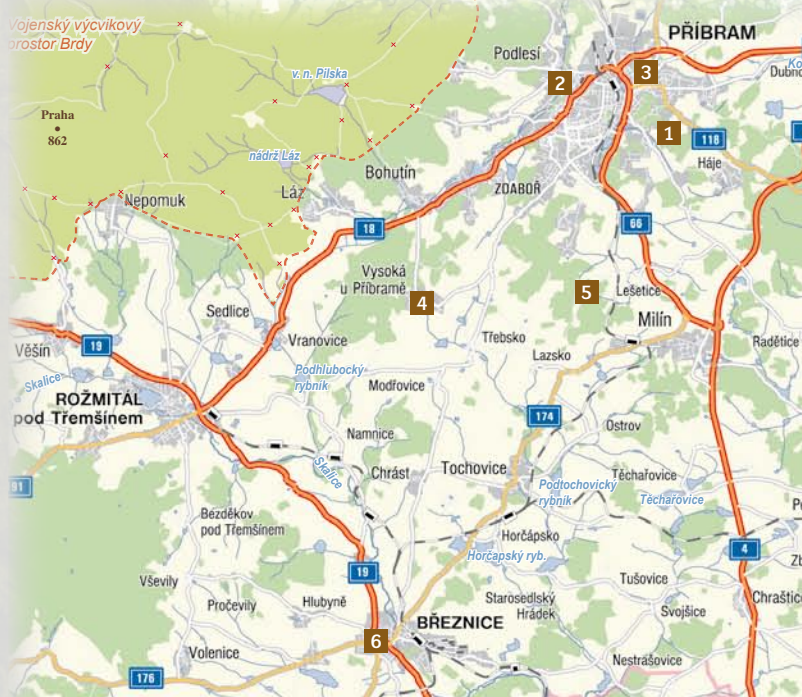 Vojenský výcvikový
prostor Brdy
PŘÍBRAM
Podlesí
3
2
v. n. Pilska
Praha
862
1
118
Háje
nádrž Láz
Bohutín
Láz
ZDABOŘ
Nepomuk
18
66
Vysoká
u Příbramě
4
5
Lešetice
Sedlice
Milín
Třebsko
Vranovice
Radětice
19
Věšín
Lazsko
Podhlubocký
rybník
Modřovice
Skalice
ROŽMITÁL
pod Třemšínem
174
Ostrov
Namnice
Skalice
Chrást
Tochovice
Těchařovice
91
Podtochovický
rybník
Těchařovice
Bezděkov
pod Třemšínem
Horčápsko
Horčapský ryb.
4
19
Vševily
Tušovice
Starosedlský
Hrádek
Chraštice
Pročevily
Hlubyně
Svojšice
BŘEZNICE
6
Volenice
Nestrašovice
176